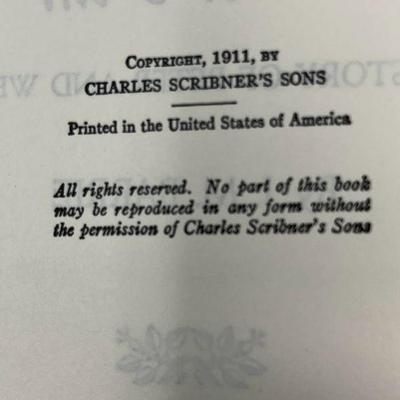 COPYRIGHT, 1911, BY
CHARLES SCRIBNER'S SONS
Printed in the United States of America
All rights reserved. No part of this book
may be reproduced in any form without
the permission of Charles Scribner's Sons